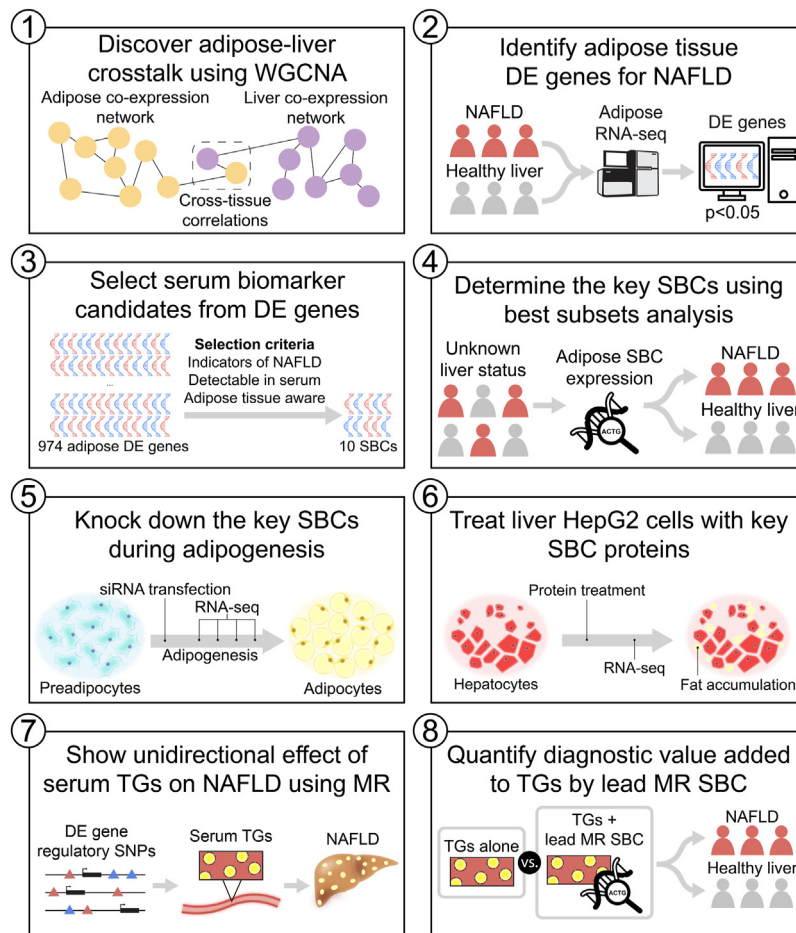 1
Discover adipose-liver
crosstalk using WGCNA
Adipose co-expression
network
Liver co-expression
network
Cross-tissue
correlations
2
Identify adipose tissue
DE genes for NAFLD
NAFLD
Healthy liver
Adipose
RNA-seq
DE genes
p<0.05
3
Select serum biomarker
candidates from DE genes
Selection criteria
Indicators of NAFLD
Detectable in serum
Adipose tissue aware
...
974 adipose DE genes
10 SBCs
4
Determine the key SBCs using
best subsets analysis
Unknown
liver status
Adipose SBC
expression
ACTG
NAFLD
Healthy liver
5
Knock down the key SBCs
during adipogenesis
siRNA transfection
RNA-seq
Adipogenesis
Preadipocytes
Adipocytes
6
Treat liver HepG2 cells with key
SBC proteins
Protein treatment
RNA-seq
Hepatocytes
Fat accumulation
7
Show unidirectional effect of
serum TGs on NAFLD using MR
DE gene
regulatory SNPs
Serum TGs
NAFLD
8
Quantify diagnostic value added
to TGs by lead MR SBC
TGs alone
vs.
TGs +
lead MR SBC
ACTG
NAFLD
Healthy liver